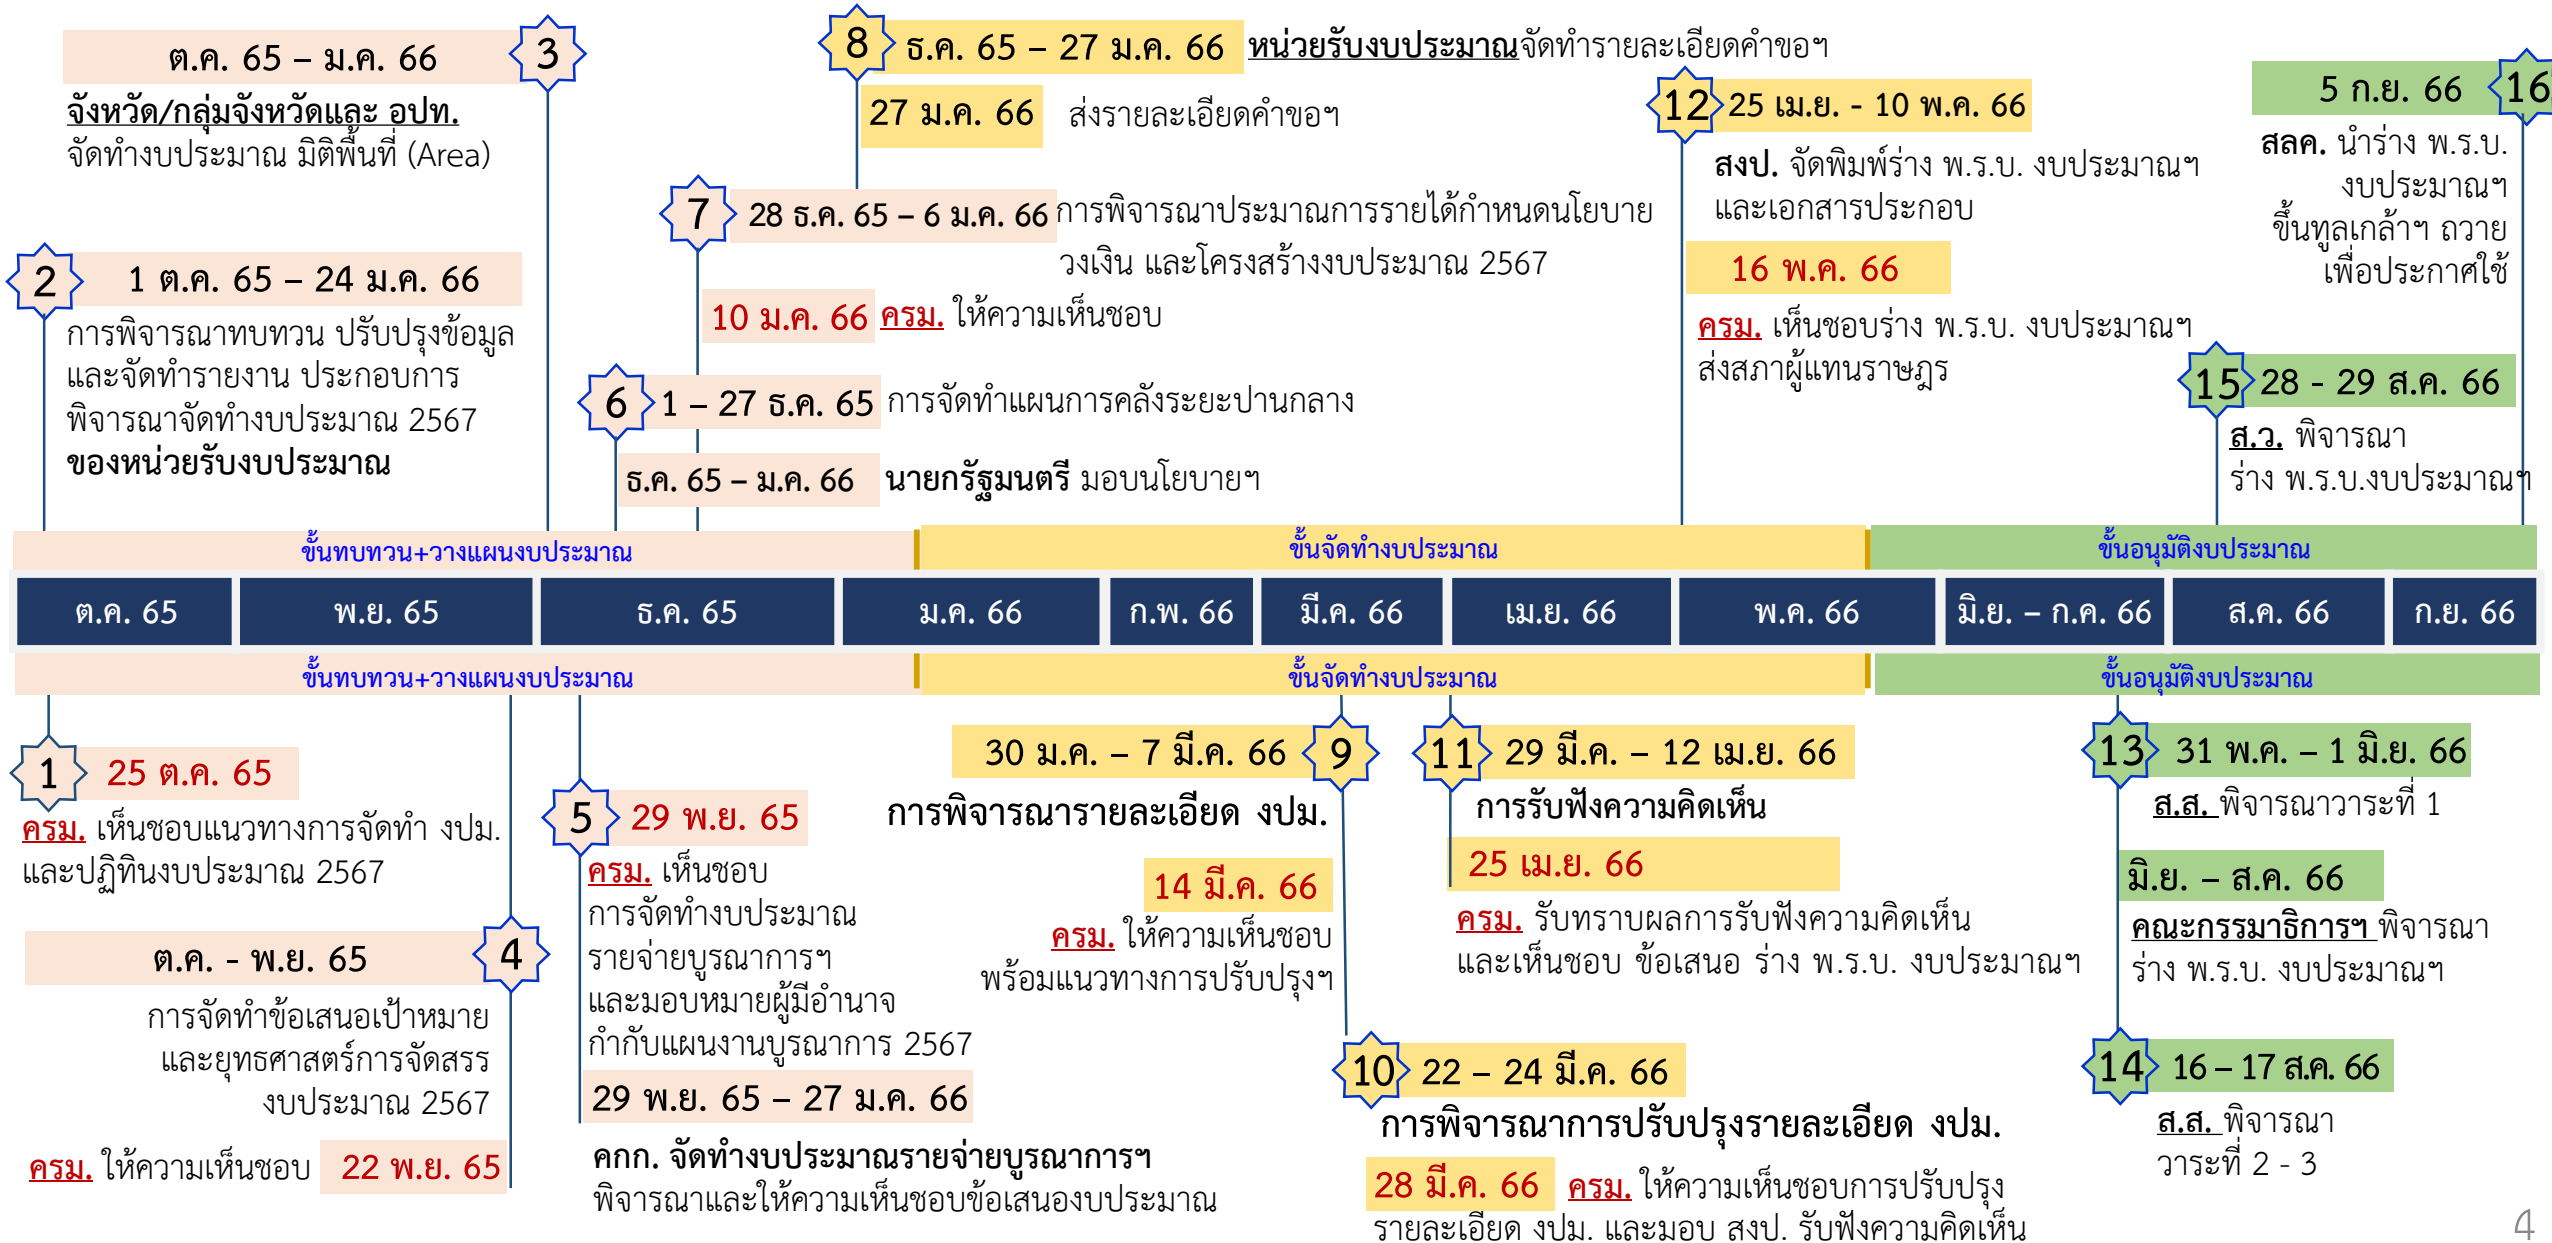 3
ต.ค. 65 – ม.ค. 66
จังหวัด/กลุ่มจังหวัดและ อปท.
จัดทำงบประมาณ มิติพื้นที่ (Area)
2
1 ต.ค. 65 – 24 ม.ค. 66
การพิจารณาทบทวน ปรับปรุงข้อมูล
และจัดทำรายงาน ประกอบการ
พิจารณาจัดทำงบประมาณ 2567
ของหน่วยรับงบประมาณ
8
ธ.ค. 65 – 27 ม.ค. 66 หน่วยรับงบประมาณจัดทำรายละเอียดคำขอฯ
27 ม.ค. 66 ส่งรายละเอียดคำขอฯ
7
28 ธ.ค. 65 – 6 ม.ค. 66 การพิจารณาประมาณการรายได้กำหนดนโยบาย
วงเงิน และโครงสร้างงบประมาณ 2567
10 ม.ค. 66 ครม. ให้ความเห็นชอบ
6
1 – 27 ธ.ค. 65 การจัดทำแผนการคลังระยะปานกลาง
ธ.ค. 65 – ม.ค. 66 นายกรัฐมนตรี มอบนโยบายฯ
12
25 เม.ย. - 10 พ.ค. 66
สงป. จัดพิมพ์ร่าง พ.ร.บ. งบประมาณฯ
และเอกสารประกอบ
16 พ.ค. 66
ครม. เห็นชอบร่าง พ.ร.บ. งบประมาณฯ
ส่งสภาผู้แทนราษฎร
16
5 ก.ย. 66
สลค. นำร่าง พ.ร.บ.
งบประมาณฯ
ขึ้นทูลเกล้าฯ ถวาย
เพื่อประกาศใช้
15
28 - 29 ส.ค. 66
ส.ว. พิจารณา
ร่าง พ.ร.บ.งบประมาณฯ
ขั้นทบทวน+วางแผนงบประมาณ ขั้นจัดทำงบประมาณ ขั้นอนุมัติงบประมาณ
ต.ค. 65 พ.ย. 65 ธ.ค. 65 ม.ค. 66 ก.พ. 66 มี.ค. 66 เม.ย. 66 พ.ค. 66 มิ.ย. – ก.ค. 66 ส.ค. 66 ก.ย. 66
ขั้นทบทวน+วางแผนงบประมาณ ขั้นจัดทำงบประมาณ ขั้นอนุมัติงบประมาณ
1
25 ต.ค. 65
ครม. เห็นชอบแนวทางการจัดทำ งปม.
และปฏิทินงบประมาณ 2567
4
ต.ค. - พ.ย. 65
การจัดทำข้อเสนอเป้าหมาย
และยุทธศาสตร์การจัดสรร
งบประมาณ 2567
ครม. ให้ความเห็นชอบ 22 พ.ย. 65
5
29 พ.ย. 65
ครม. เห็นชอบ
การจัดทำงบประมาณ
รายจ่ายบูรณาการฯ
และมอบหมายผู้มีอำนาจ
กำกับแผนงานบูรณาการ 2567
29 พ.ย. 65 – 27 ม.ค. 66
คกก. จัดทำงบประมาณรายจ่ายบูรณาการฯ
พิจารณาและให้ความเห็นชอบข้อเสนองบประมาณ
9
30 ม.ค. – 7 มี.ค. 66
การพิจารณารายละเอียด งปม.
14 มี.ค. 66
ครม. ให้ความเห็นชอบ
พร้อมแนวทางการปรับปรุงฯ
11
29 มี.ค. – 12 เม.ย. 66
การรับฟังความคิดเห็น
25 เม.ย. 66
ครม. รับทราบผลการรับฟังความคิดเห็น
และเห็นชอบ ข้อเสนอ ร่าง พ.ร.บ. งบประมาณฯ
10
22 – 24 มี.ค. 66
การพิจารณาการปรับปรุงรายละเอียด งปม.
28 มี.ค. 66 ครม. ให้ความเห็นชอบการปรับปรุง
รายละเอียด งปม. และมอบ สงป. รับฟังความคิดเห็น
13
31 พ.ค. – 1 มิ.ย. 66
ส.ส. พิจารณาวาระที่ 1
มิ.ย. – ส.ค. 66
คณะกรรมาธิการฯ พิจารณา
ร่าง พ.ร.บ. งบประมาณฯ
14
16 – 17 ส.ค. 66
ส.ส. พิจารณา
วาระที่ 2 - 3
4